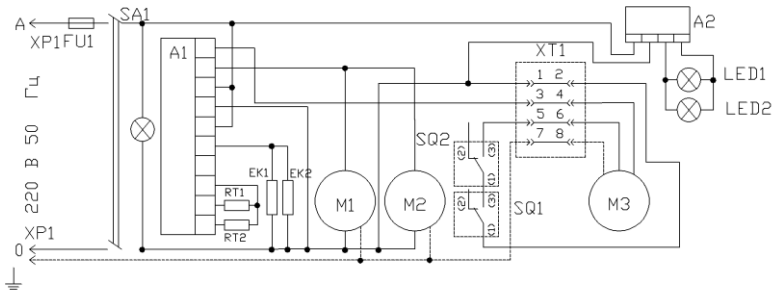 A
XP1
FU1
SA1
220 В 50 Гц
XP1
0
A1
EK1
EK2
RT1
RT2
M1
M2
SQ2
(2)
(3)
(1)
SQ1
(2)
(3)
(1)
XT1
1 2
3 4
5 6
7 8
M3
A2
LED1
LED2